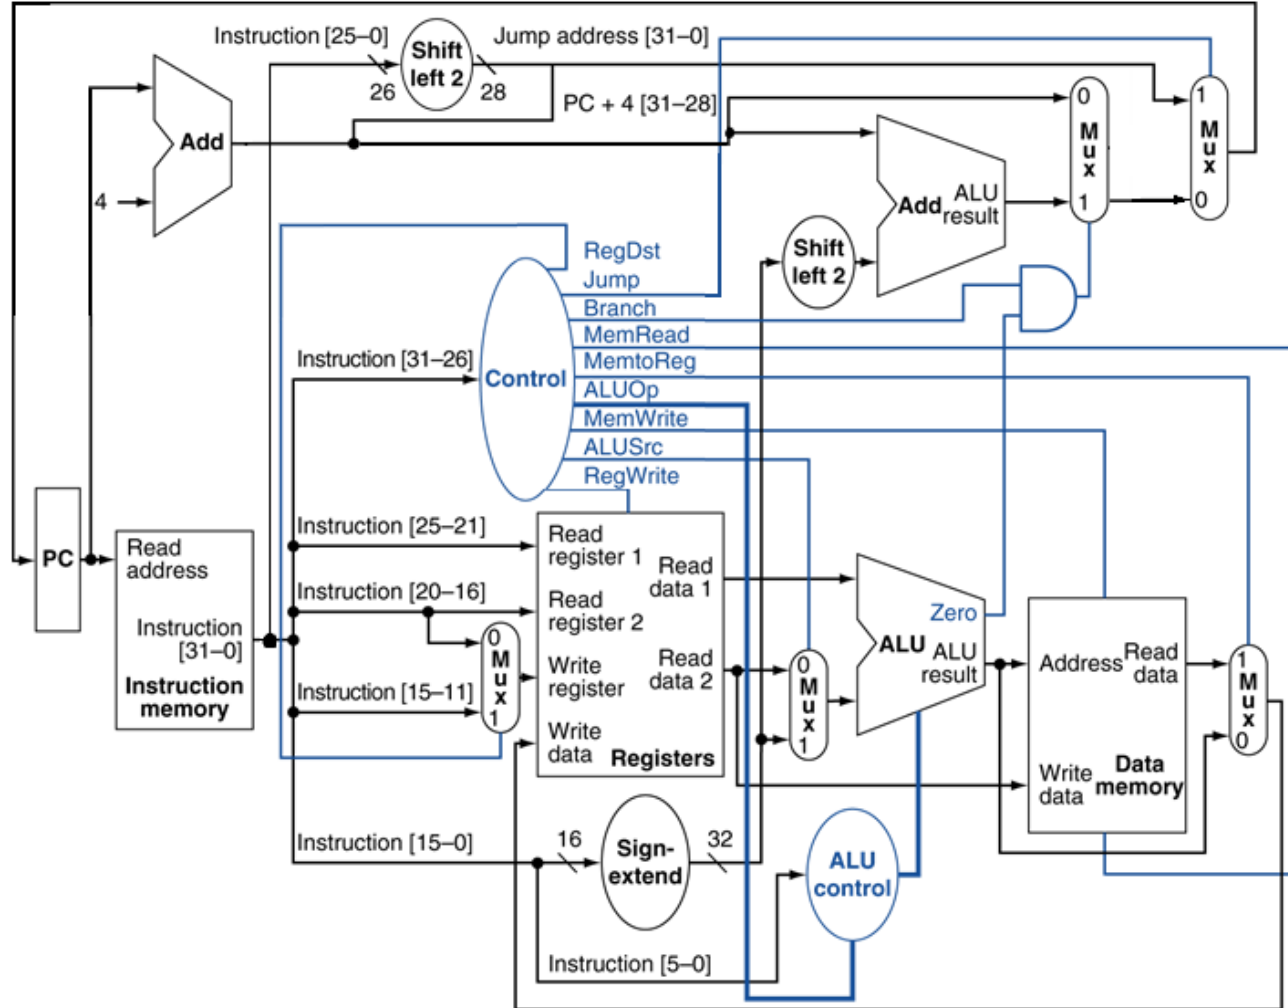 Instruction [25–0]
Shift
left 2
Jump address [31–0]
26
28
PC + 4 [31–28]
Add
4
0
Mux
1
1
Mux
0
Add
ALU
result
Shift
left 2
RegDst
Jump
Branch
MemRead
MemtoReg
ALUOp
MemWrite
ALUSrc
RegWrite
Instruction [31–26]
Control
PC
Read
address
Instruction
[31–0]
Instruction
memory
Instruction [25–21]
Instruction [20–16]
Instruction [15–11]
0
Mux
1
Read
register 1
Read
register 2
Write
register
Write
data
Read
data 1
Read
data 2
Registers
0
Mux
1
Zero
ALU
ALU
result
Address
Read
data
Write
data
Data
memory
1
Mux
0
Instruction [15–0]
16
Sign-
extend
32
ALU
control
Instruction [5–0]